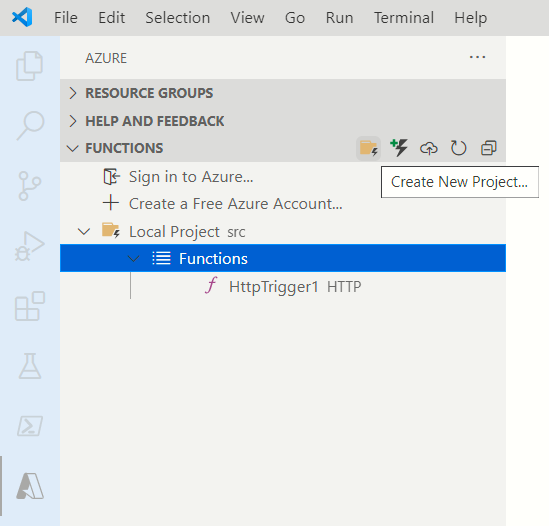 File Edit Selection View Go Run Terminal Help
AZURE
RESOURCE GROUPS
HELP AND FEEDBACK
FUNCTIONS
Create New Project...
Sign in to Azure...
Create a Free Azure Account...
Local Project src
Functions
HttpTrigger1 HTTP